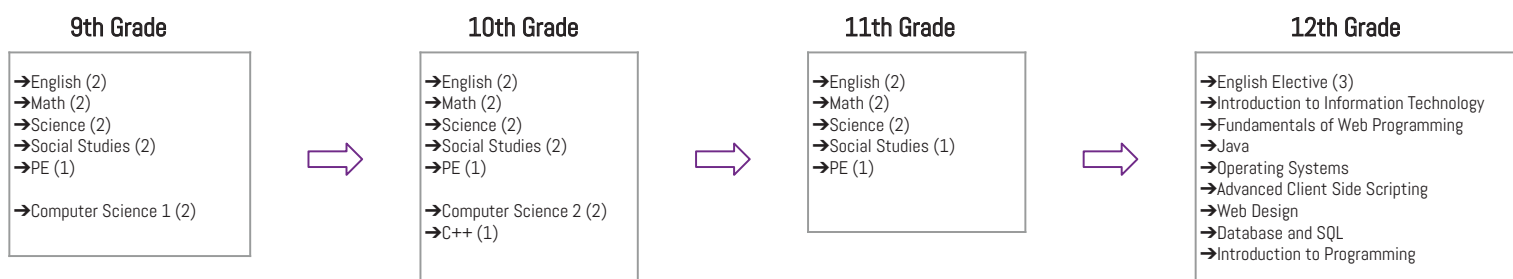 9th Grade
➔English (2)
➔Math (2)
➔Science (2)
➔Social Studies (2)
➔PE (1)
➔Computer Science 1 (2)
10th Grade
➔English (2)
➔Math (2)
➔Science (2)
➔Social Studies (2)
➔PE (1)
➔Computer Science 2 (2)
➔C++ (1)
11th Grade
➔English (2)
➔Math (2)
➔Science (2)
➔Social Studies (1)
➔PE (1)
12th Grade
➔English Elective (3)
➔Introduction to Information Technology
➔Fundamentals of Web Programming
➔Java
➔Operating Systems
➔Advanced Client Side Scripting
➔Web Design
➔Database and SQL
➔Introduction to Programming